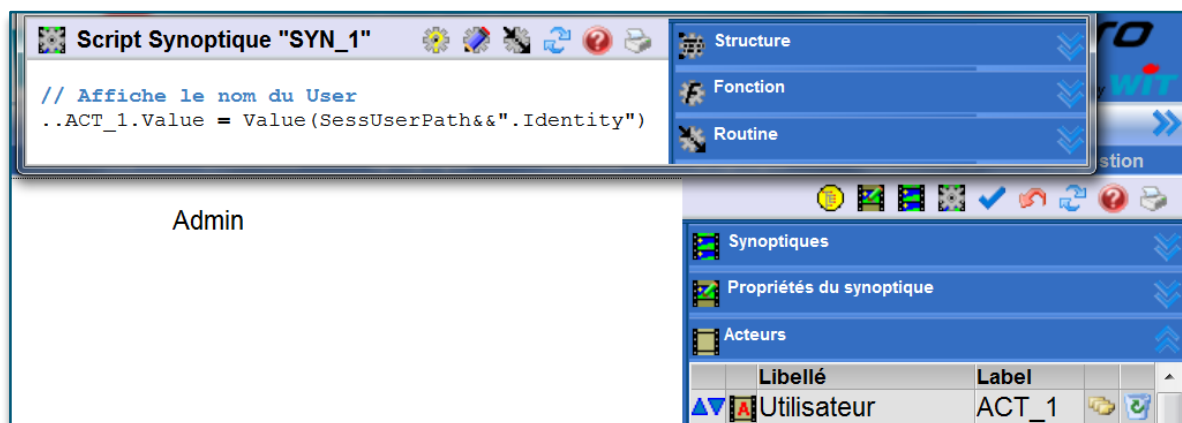 Script Synoptique "SYN_1"
// Affiche le nom du User
..ACT_1.Value = Value(SessUserPath&&".Identity")
Structure
Fonction
Routine
WIT
Admin
Synoptiques
Propriétés du synoptique
Acteurs
Libellé Label
A Utilisateur ACT_1